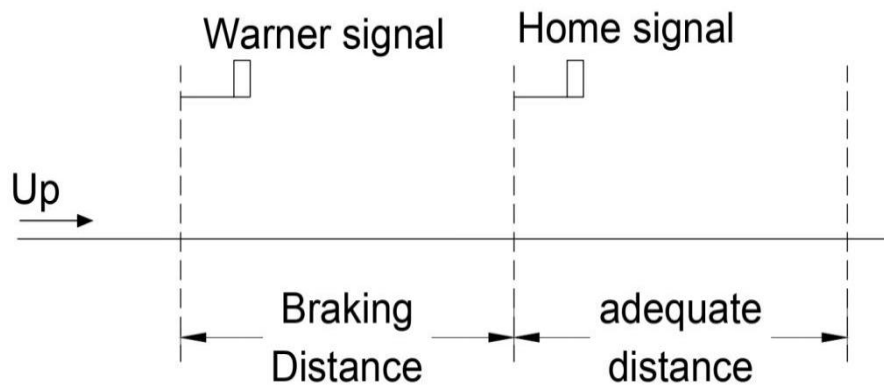 Warner signal
Home signal
Up
Braking
Distance
adequate
distance